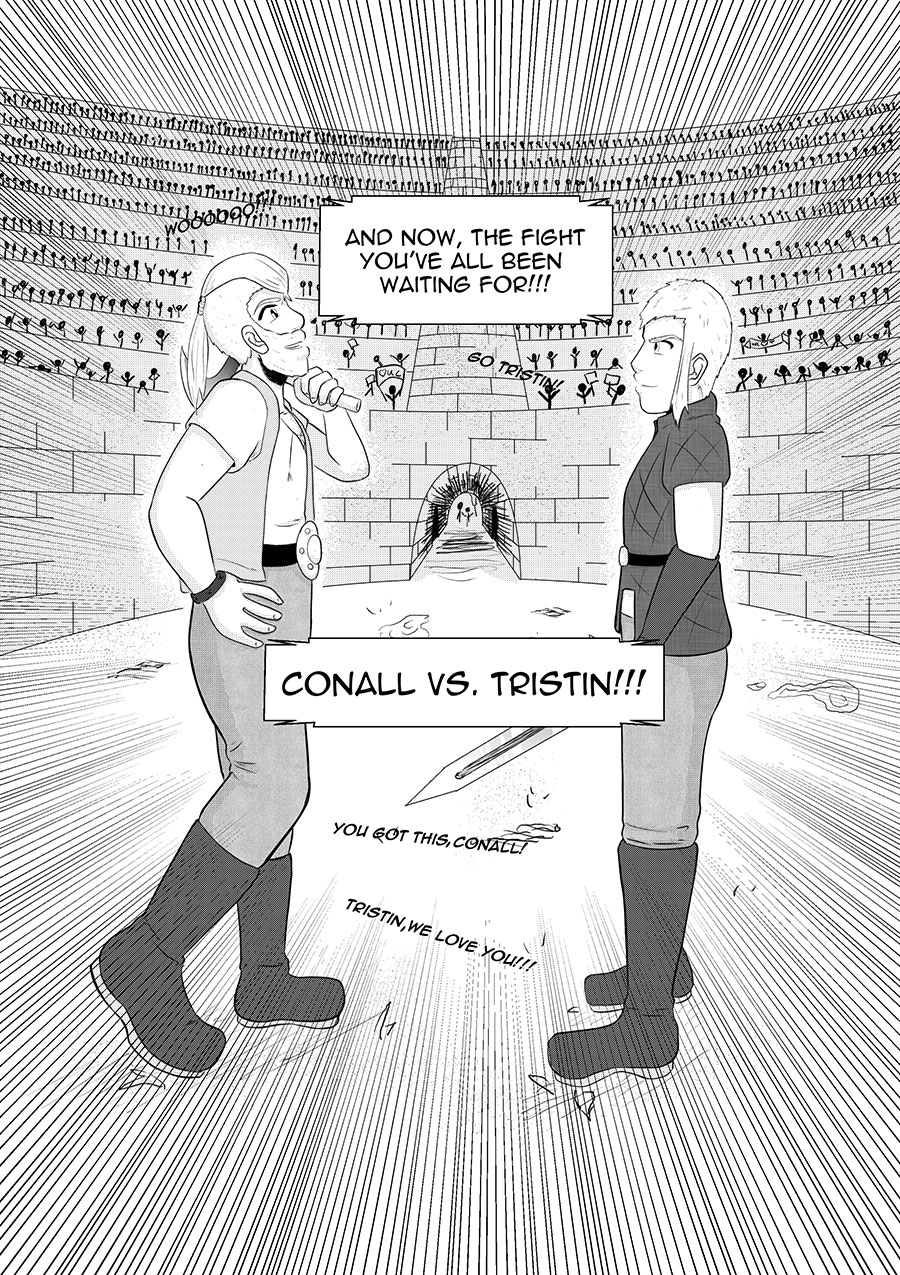 WOOOOOO!!!
AND NOW, THE FIGHT
YOU'VE ALL BEEN
WAITING FOR!!!
GO TRISTIN!!
CONALL VS. TRISTIN!!!
YOU GOT THIS,CONALL!
TRISTIN,WE LOVE YOU!!!